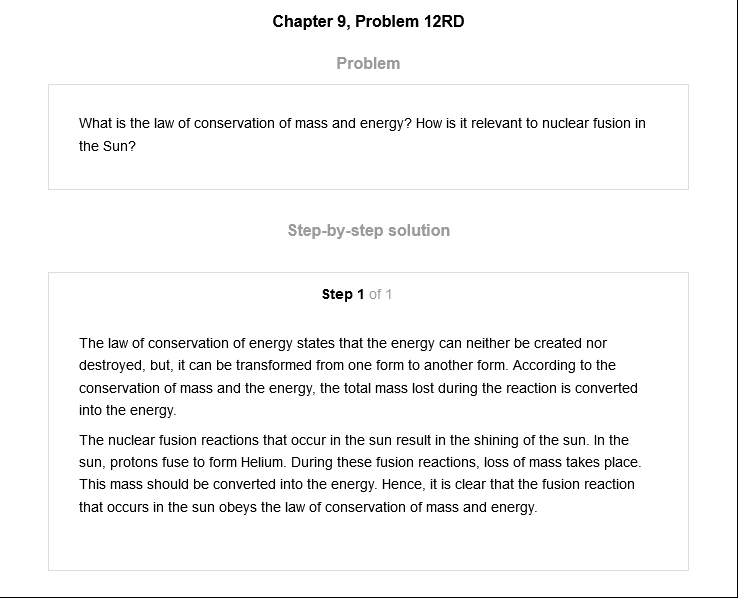 Chapter 9, Problem 12RD
Problem
What is the law of conservation of mass and energy? How is it relevant to nuclear fusion in
the Sun?
Step-by-step solution
Step 1 of 1
The law of conservation of energy states that the energy can neither be created nor
destroyed, but, it can be transformed from one form to another form. According to the
conservation of mass and the energy, the total mass lost during the reaction is converted
into the energy.
The nuclear fusion reactions that occur in the sun result in the shining of the sun. In the
sun, protons fuse to form Helium. During these fusion reactions, loss of mass takes place.
This mass should be converted into the energy. Hence, it is clear that the fusion reaction
that occurs in the sun obeys the law of conservation of mass and energy.